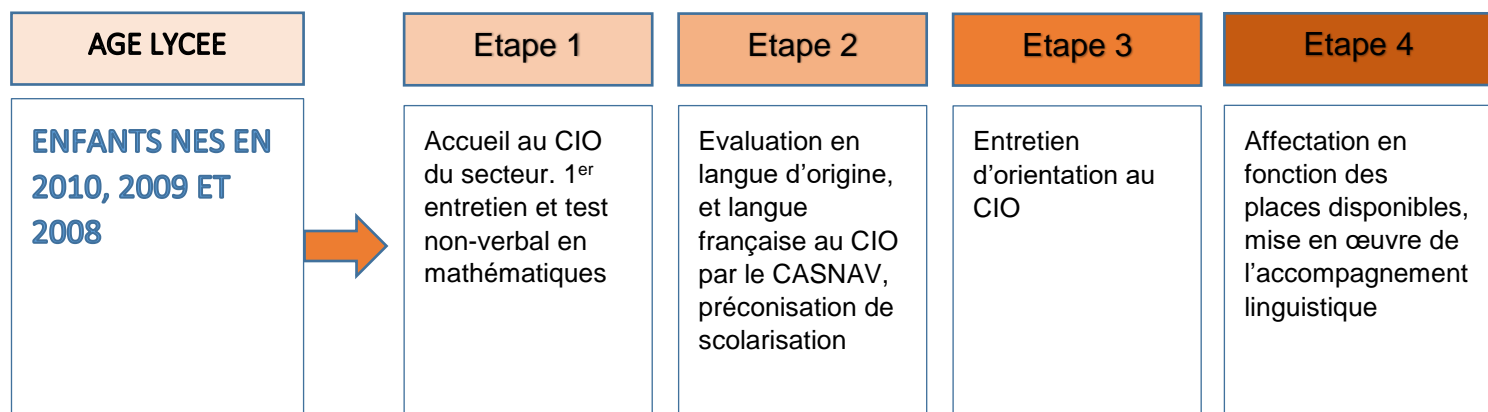 AGE LYCEE
ENFANTS NES EN
2010, 2009 ET
2008
Etape 1
Accueil au CIO
du secteur. 1er
entretien et test
non-verbal en
mathématiques
Etape 2
Evaluation en
langue d’origine,
et langue
française au CIO
par le CASNAV,
préconisation de
scolarisation
Etape 3
Entretien
d’orientation au
CIO
Etape 4
Affectation en
fonction des
places disponibles,
mise en œuvre de
l’accompagnement
linguistique